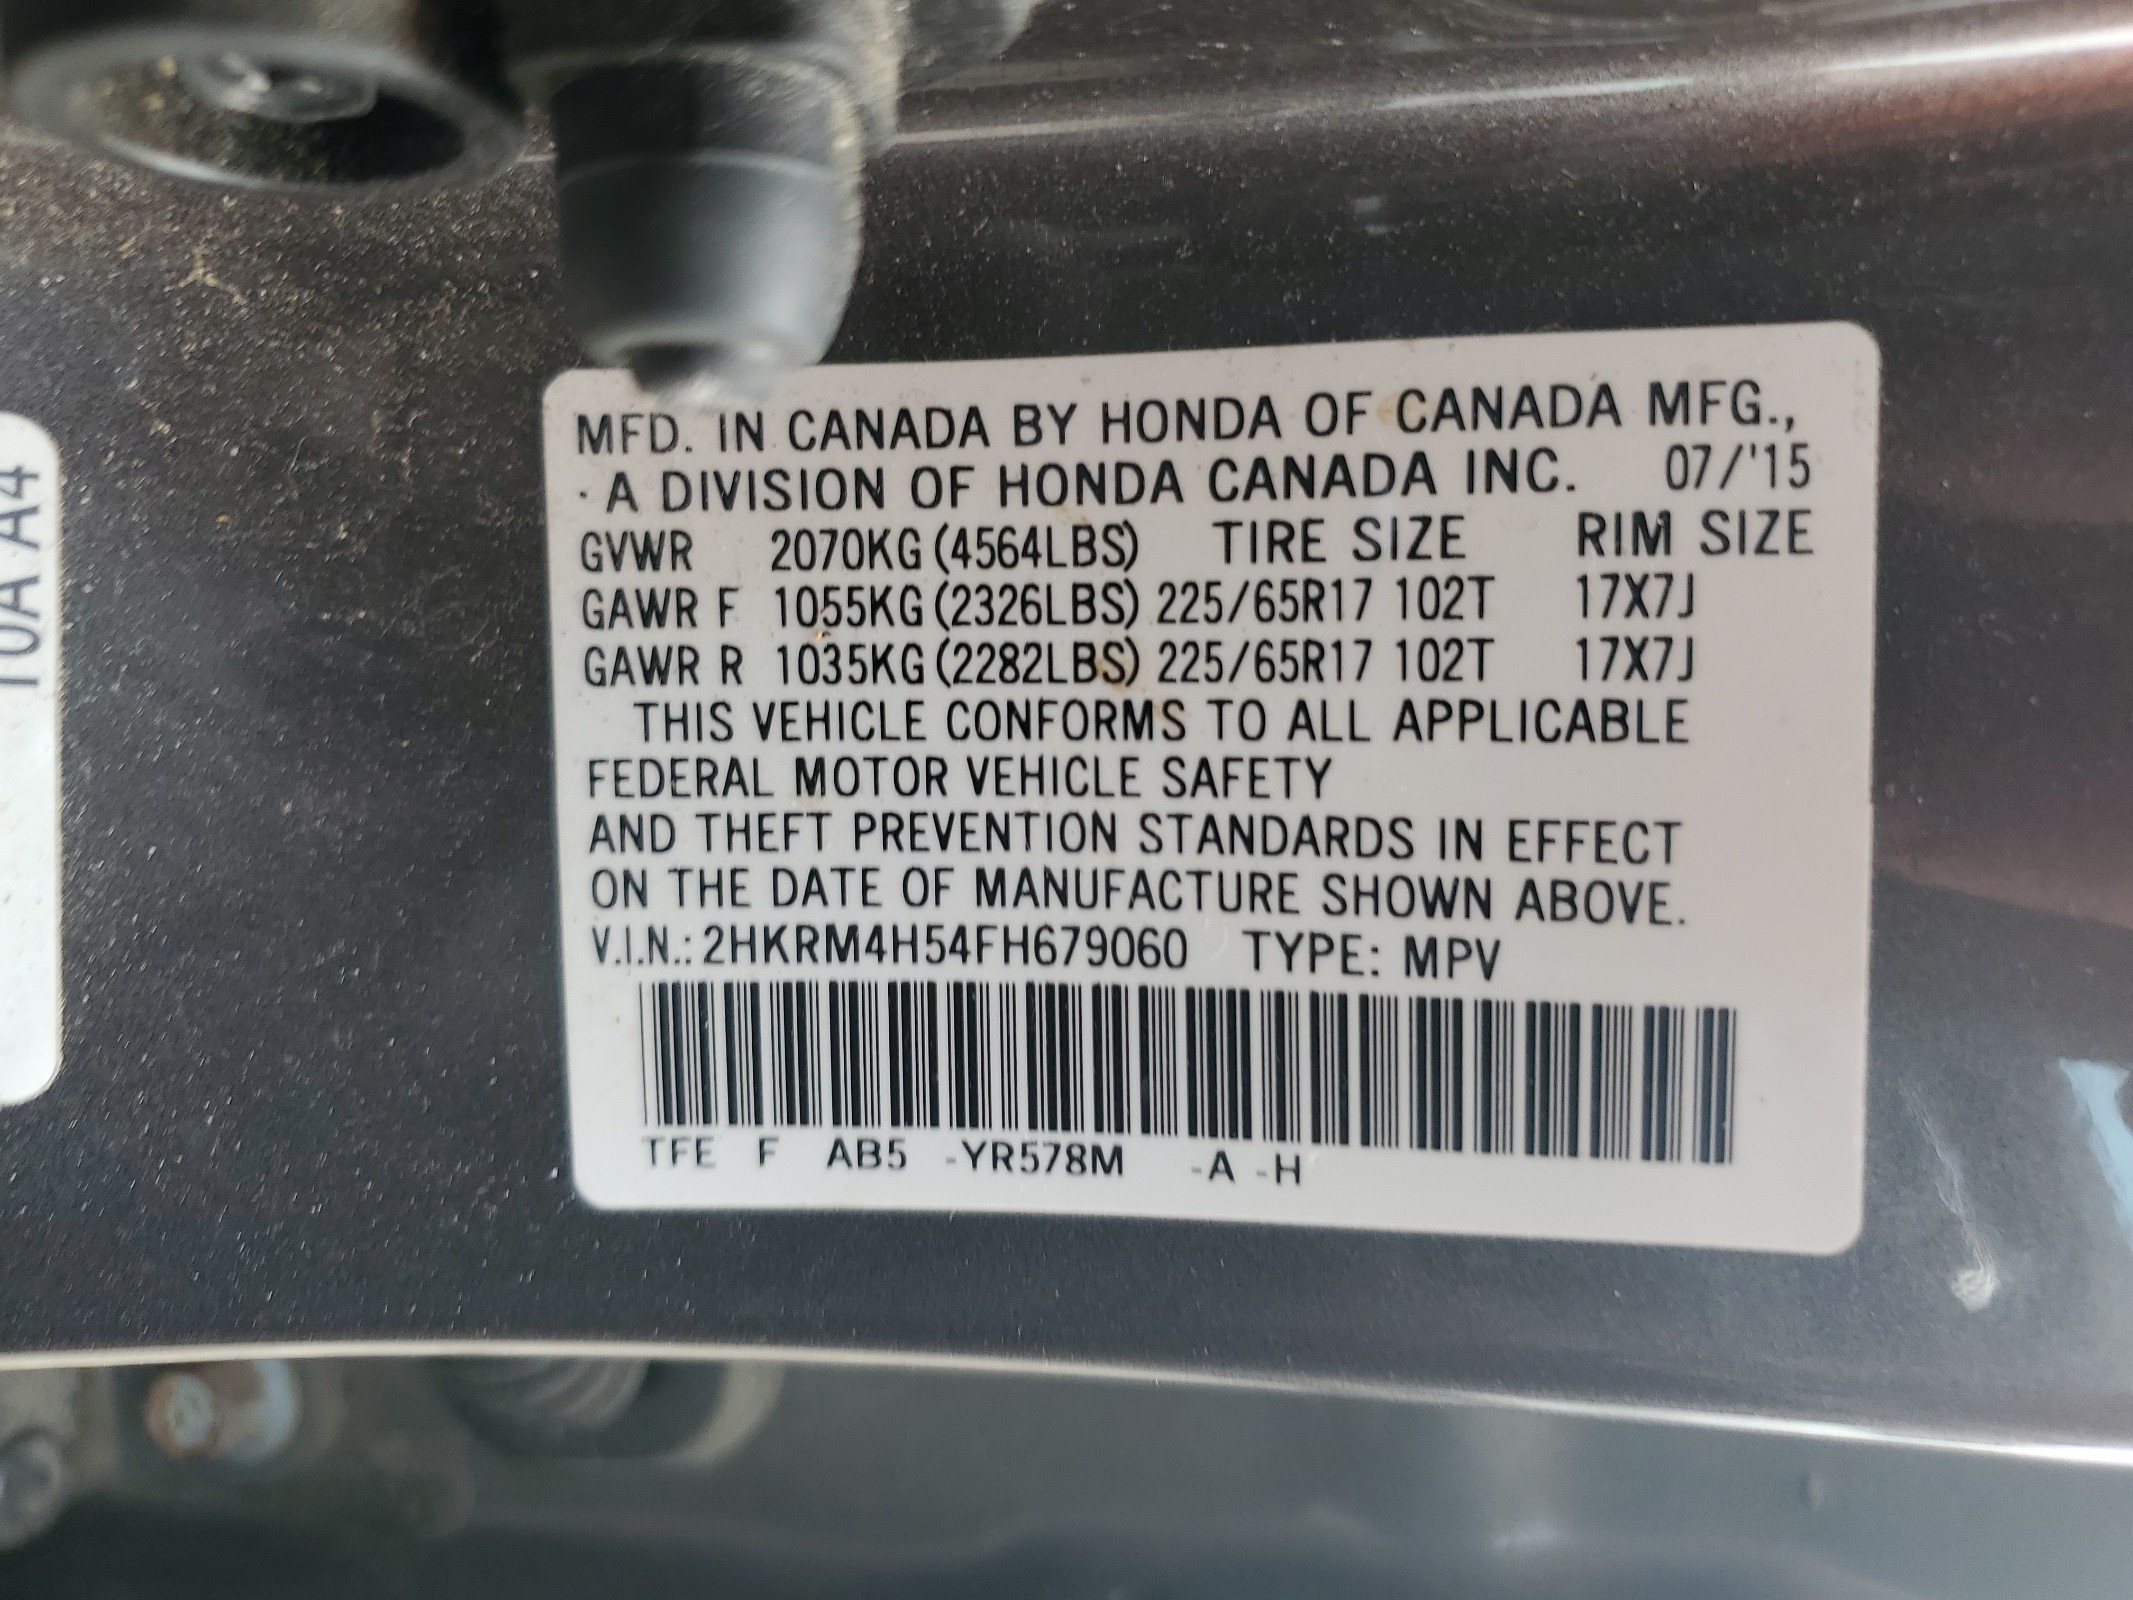 MFD. IN CANADA BY HONDA OF CANADA MFG.,
· A DIVISION OF HONDA CANADA INC. 07/'15
GVWR 2070KG (4564LBS) TIRE SIZE RIM SIZE
GAWR F 1055KG (2326LBS) 225/65R17 102T 17X7J
GAWR R 1035KG (2282LBS) 225/65R17 102T 17X7J
THIS VEHICLE CONFORMS TO ALL APPLICABLE
FEDERAL MOTOR VEHICLE SAFETY
AND THEFT PREVENTION STANDARDS IN EFFECT
ON THE DATE OF MANUFACTURE SHOWN ABOVE.
V.I.N.: 2HKRM4H54FH679060 TYPE: MPV
TFE F AB5 -YR578M -A -H
10A A4